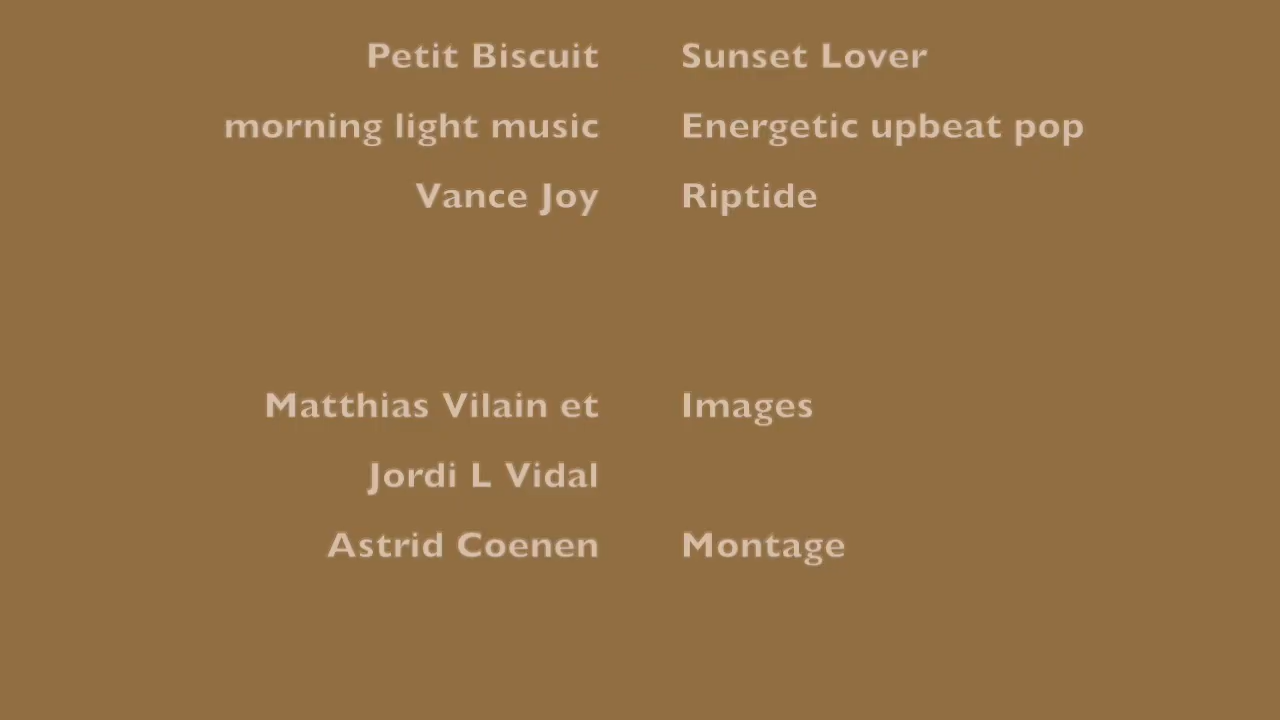 Petit Biscuit Sunset Lover
morning light music Energetic upbeat pop
Vance Joy Riptide
Matthias Vilain et Images
Jordi L Vidal
Astrid Coenen Montage